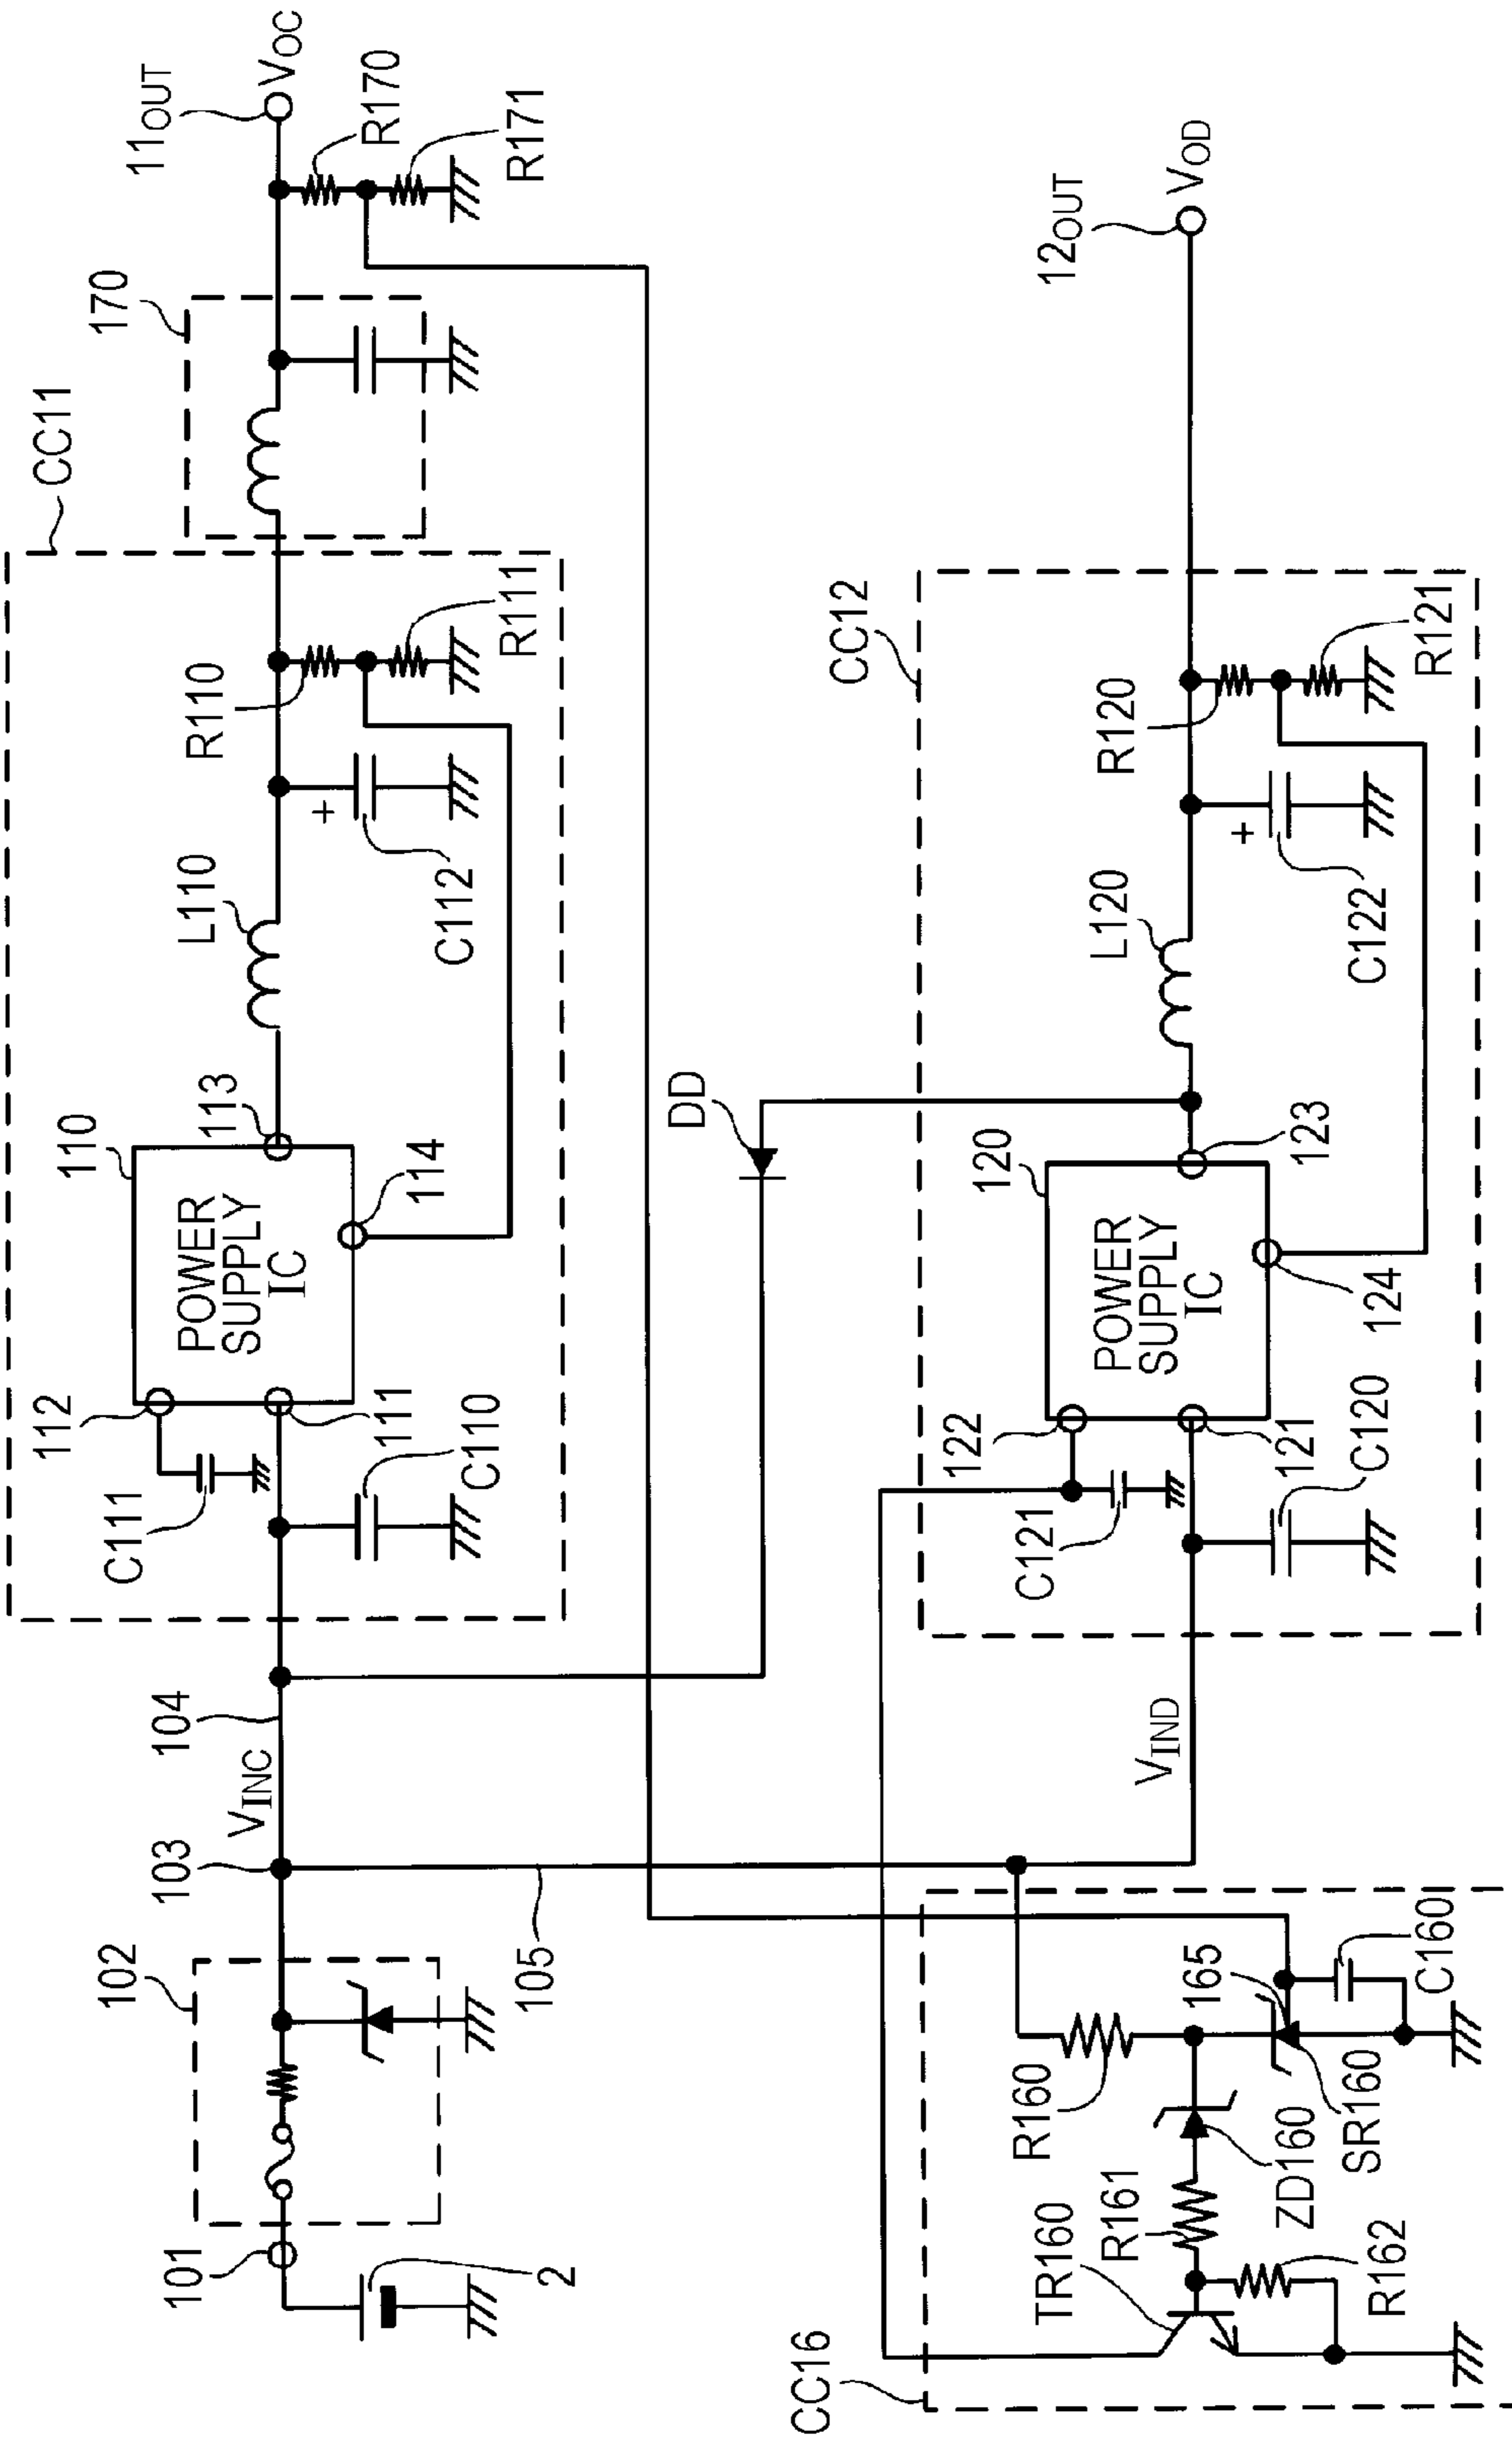 CC11
170
11OUT
VOC
R170
R171
110
POWER
SUPPLY
IC
112
113
114
111
C111
C110
L110
C112
R110
R111
102
101
2
103
VINC
104
105
DD
CC12
120
POWER
SUPPLY
IC
122
123
124
121
C121
C120
L120
C122
R120
R121
12OUT
VOD
VIND
CC16
TR160
R161
R160
165
C160
ZD160
SR160
R162